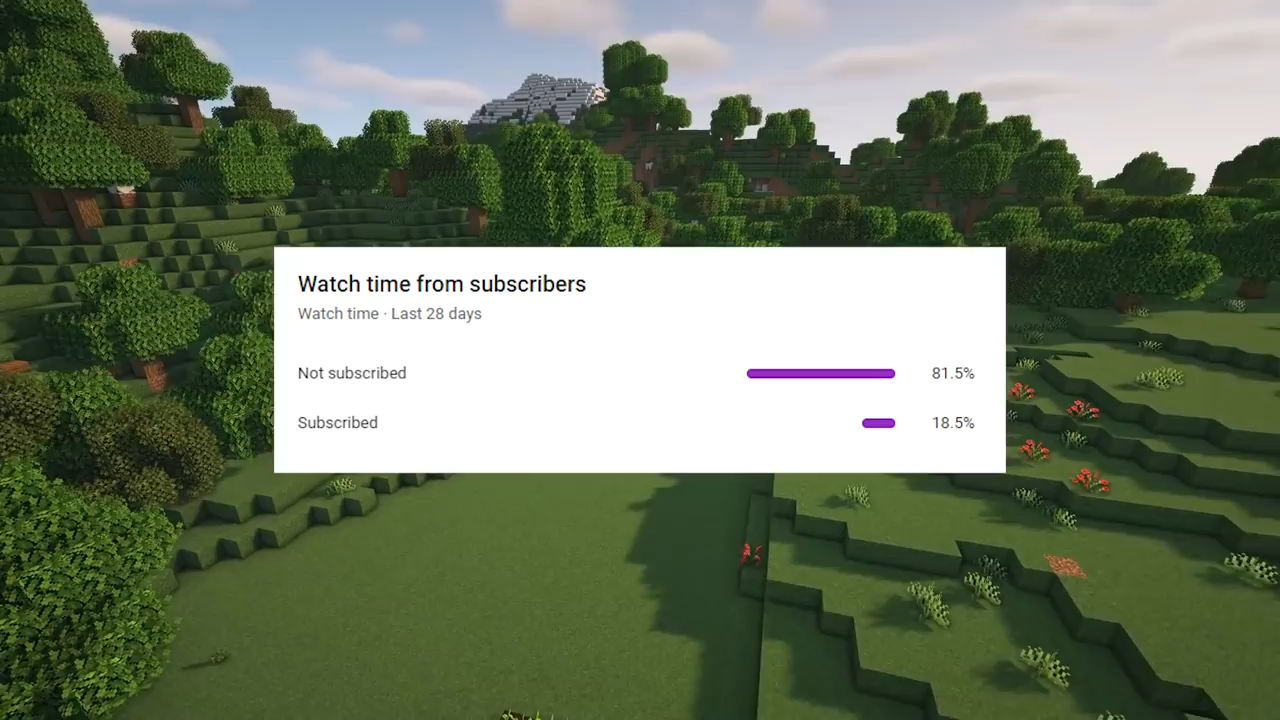 Watch time from subscribers
Watch time · Last 28 days
Not subscribed 81.5%
Subscribed 18.5%